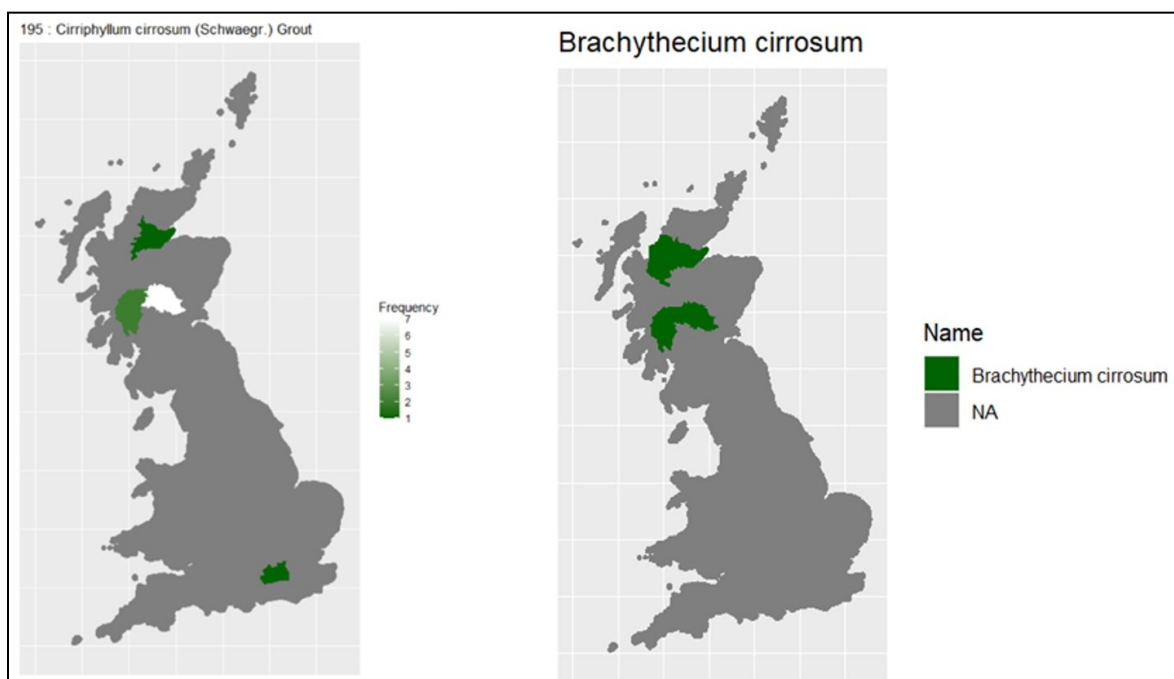 195 : Cirriphyllum cirrosum (Schwaegr.) Grout
Frequency
7
6
5
4
3
2
1
Brachythecium cirrosum
Name
Brachythecium cirrosum
NA